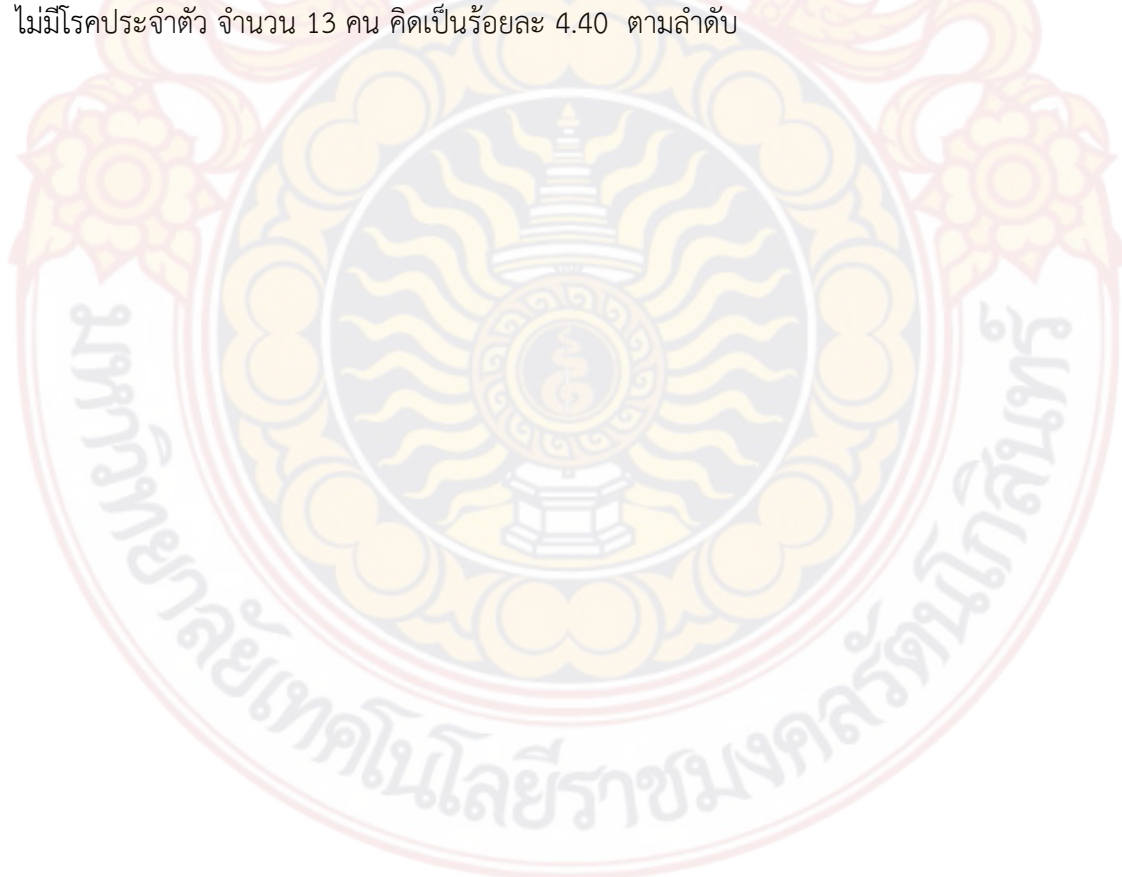 ไม่มีโรคประจำตัว จำนวน 13 คน คิดเป็นร้อยละ 4.40 ตามลำดับ
มหาวิทยาลัยเทคโนโลยีราชมงคลรัตนโกสินทร์